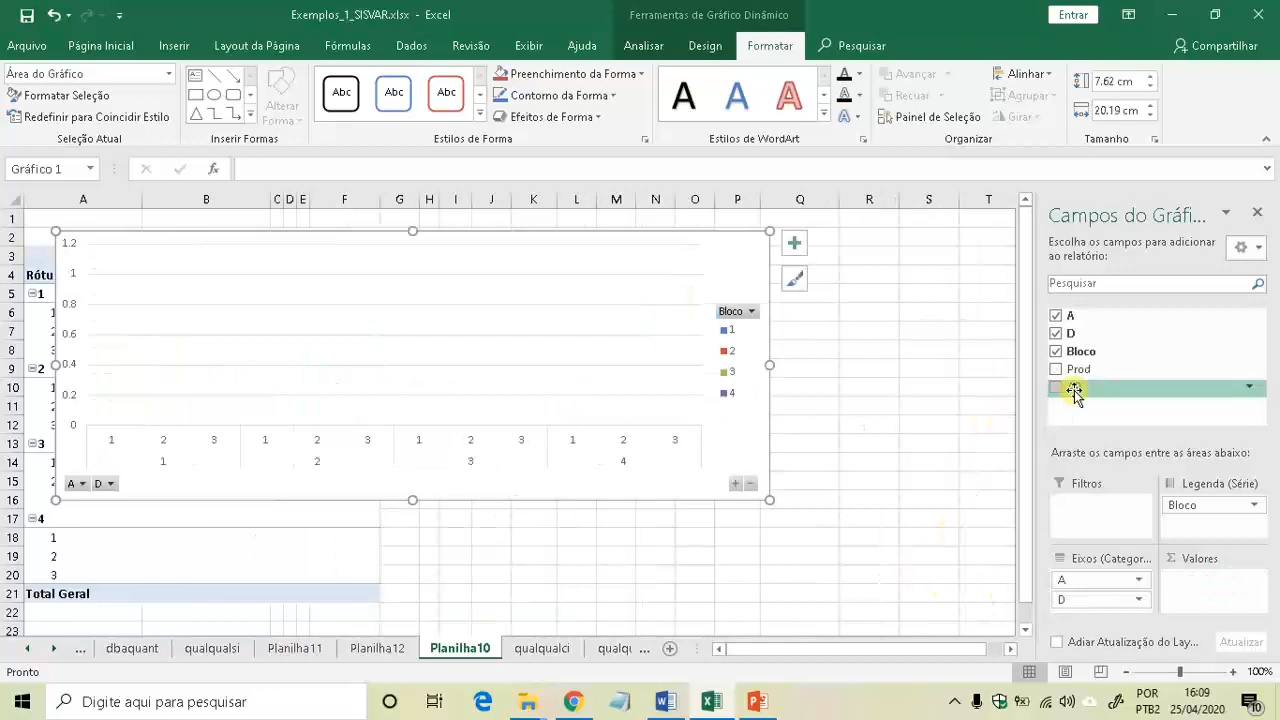 Exemplos_1_SISVAR.xlsx - Excel
Ferramentas de Gráfico Dinâmico
Entrar
Arquivo Página Inicial Inserir Layout da Página Fórmulas Dados Revisão Exibir Ajuda Análisar Design Formatar Pesquisar Compartilhar
Área do Gráfico
Formatar Seleção
Redefinir para Coincidir Estilo
Seleção Atual
Alterar Forma
Inserir Formas
Abc Abc Abc
Preenchimento da Forma
Contorno da Forma
Efeitos de Forma
Estilos de Forma
A A A
Estilos de WordArt
Avançar
Recuar
Painel de Seleção
Alinhar
Agrupar
Girar
Organizar
7.62 cm
20.19 cm
Tamanho
Gráfico 1
fx
A B C D E F G H I J K L M N O P Q R S T
1
2
3
4 Rótu
5 1
6 1
7 2
8 3
9 2
10 1
11 2
12 3
13 3
14 1
15 2
16
17 4
18 1
19 2
20 3
21 Total Geral
22
23
1.2
1
0.8
0.6
0.4
0.2
0
1 2 3 1 2 3 1 2 3 1 2 3
1 2 3 4
A D
Bloco
1
2
3
4
Campos do Gráfi...
Escolha os campos para adicionar
ao relatório:
Pesquisar
A
D
Bloco
Prod
Arraste os campos entre as áreas abaixo:
Filtros
Legenda (Série)
Bloco
Eixos (Categor...
A
D
Σ Valores
Adiar Atualização do Lay...
Atualizar
... dbaquant qualqualsi Planilha11 Planilha12 Planilha10 qualqualci qualqu ...
Pronto
100%
Digite aqui para pesquisar
POR
PTB2
16:09
25/04/2020
10